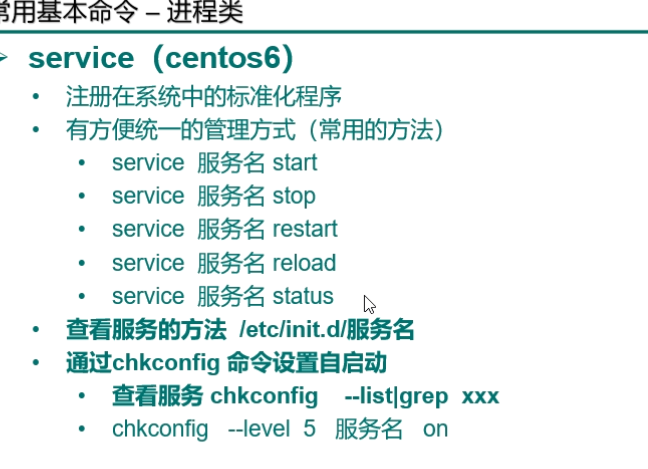 常用基本命令 – 进程类
service（centos6）
• 注册在系统中的标准化程序
• 有方便统一的管理方式（常用的方法）
• service 服务名 start
• service 服务名 stop
• service 服务名 restart
• service 服务名 reload
• service 服务名 status
• 查看服务的方法 /etc/init.d/服务名
• 通过chkconfig 命令设置自启动
• 查看服务 chkconfig --list|grep xxx
• chkconfig --level 5 服务名 on